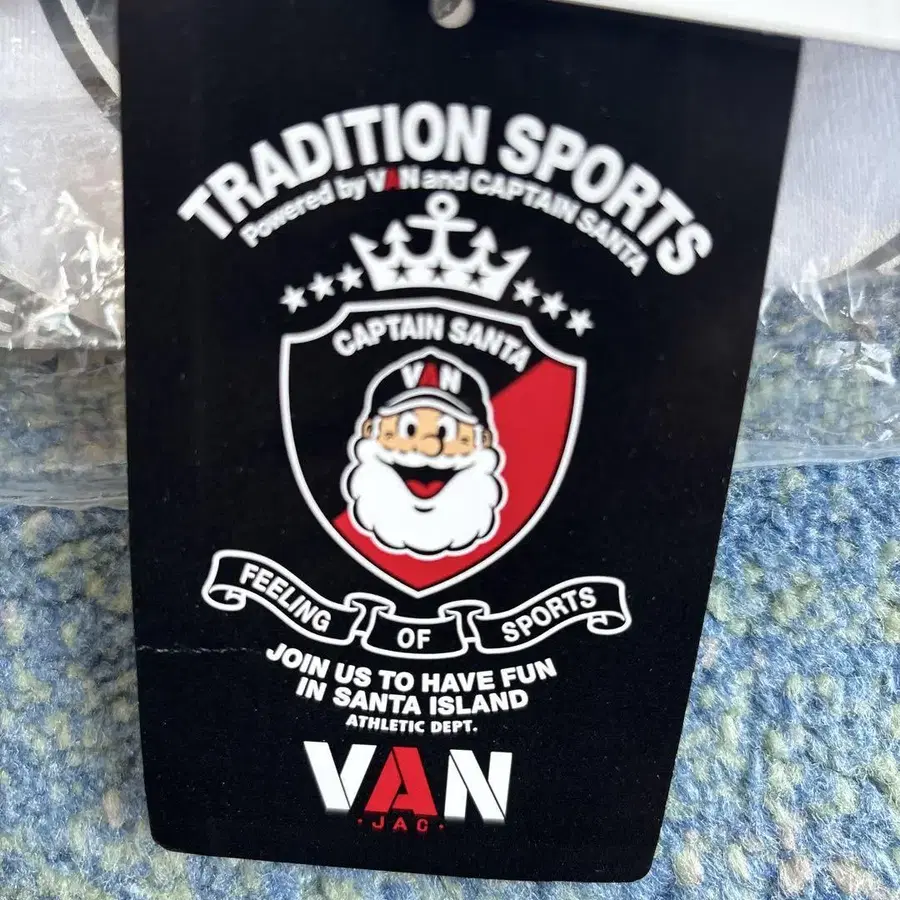 TRADITION SPORTS
Powered by VAN and CAPTAIN SANTA
CAPTAIN SANTA
VAN
FEELING OF SPORTS
JOIN US TO HAVE FUN
IN SANTA ISLAND
ATHLETIC DEPT.
VAN
·JAC·